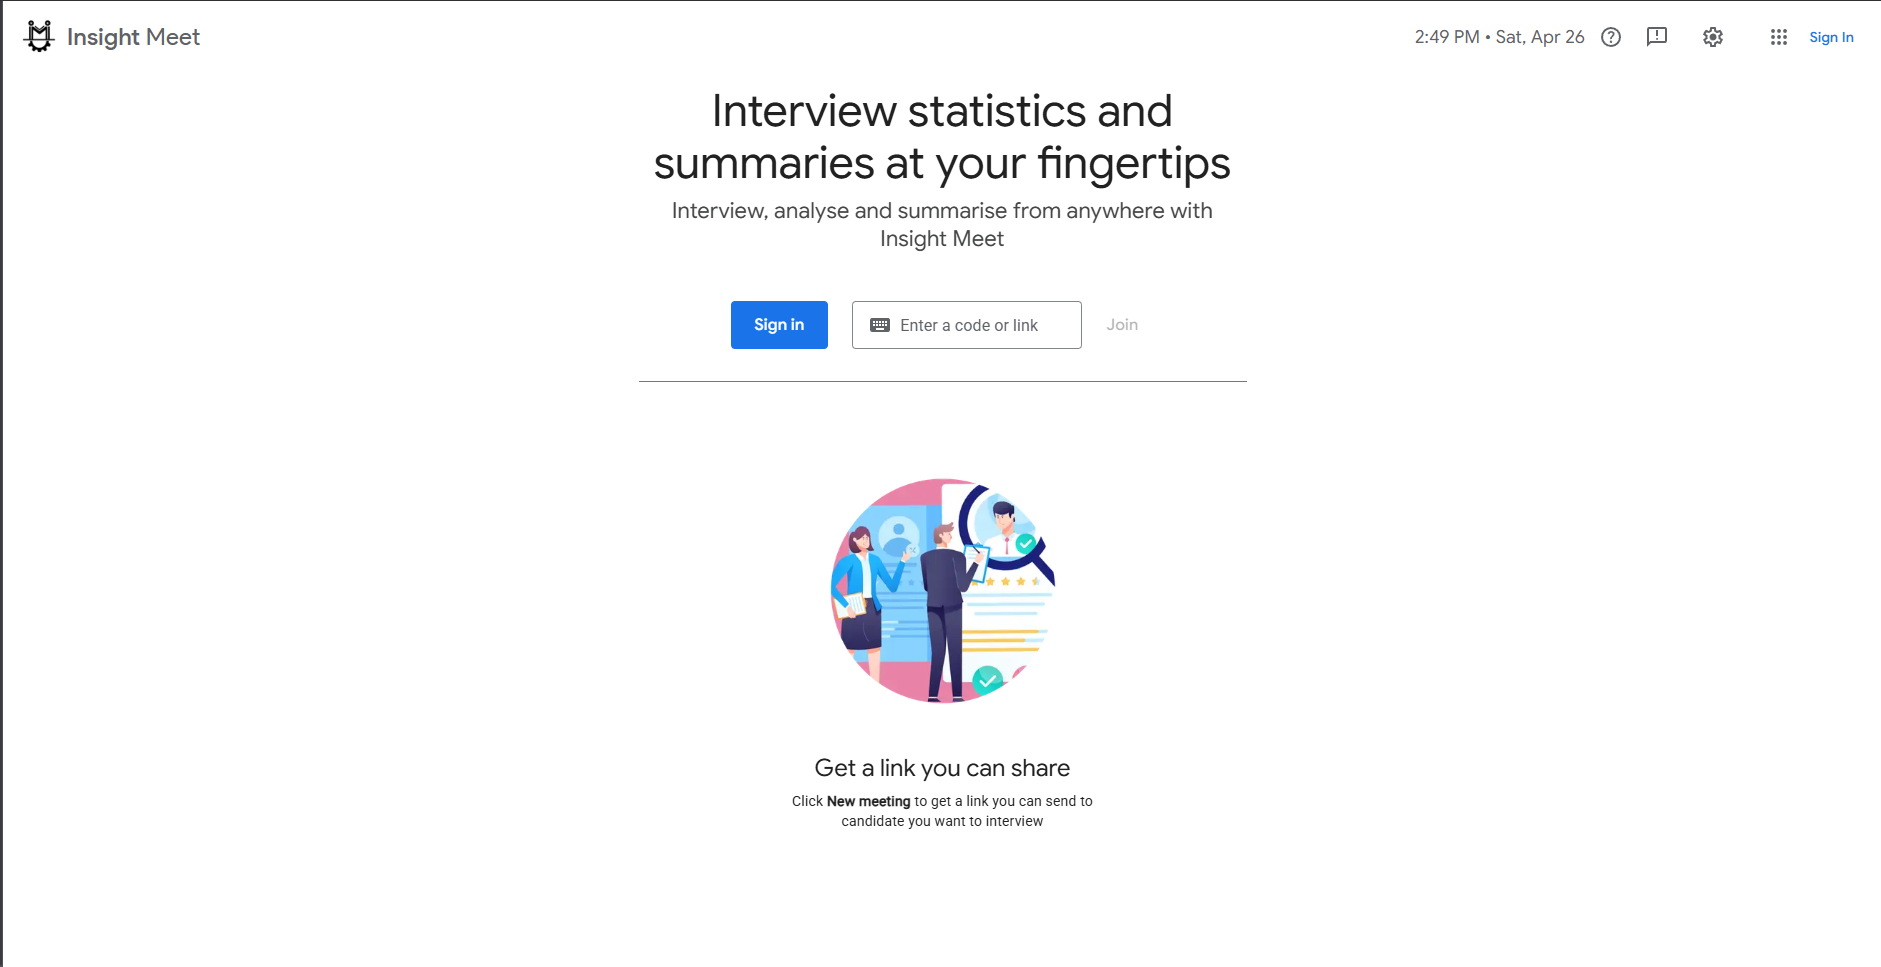 Insight Meet
2:49 PM • Sat, Apr 26
Sign In
Interview statistics and
summaries at your fingertips
Interview, analyse and summarise from anywhere with
Insight Meet
Sign in
Enter a code or link
Join
Get a link you can share
Click New meeting to get a link you can send to
candidate you want to interview